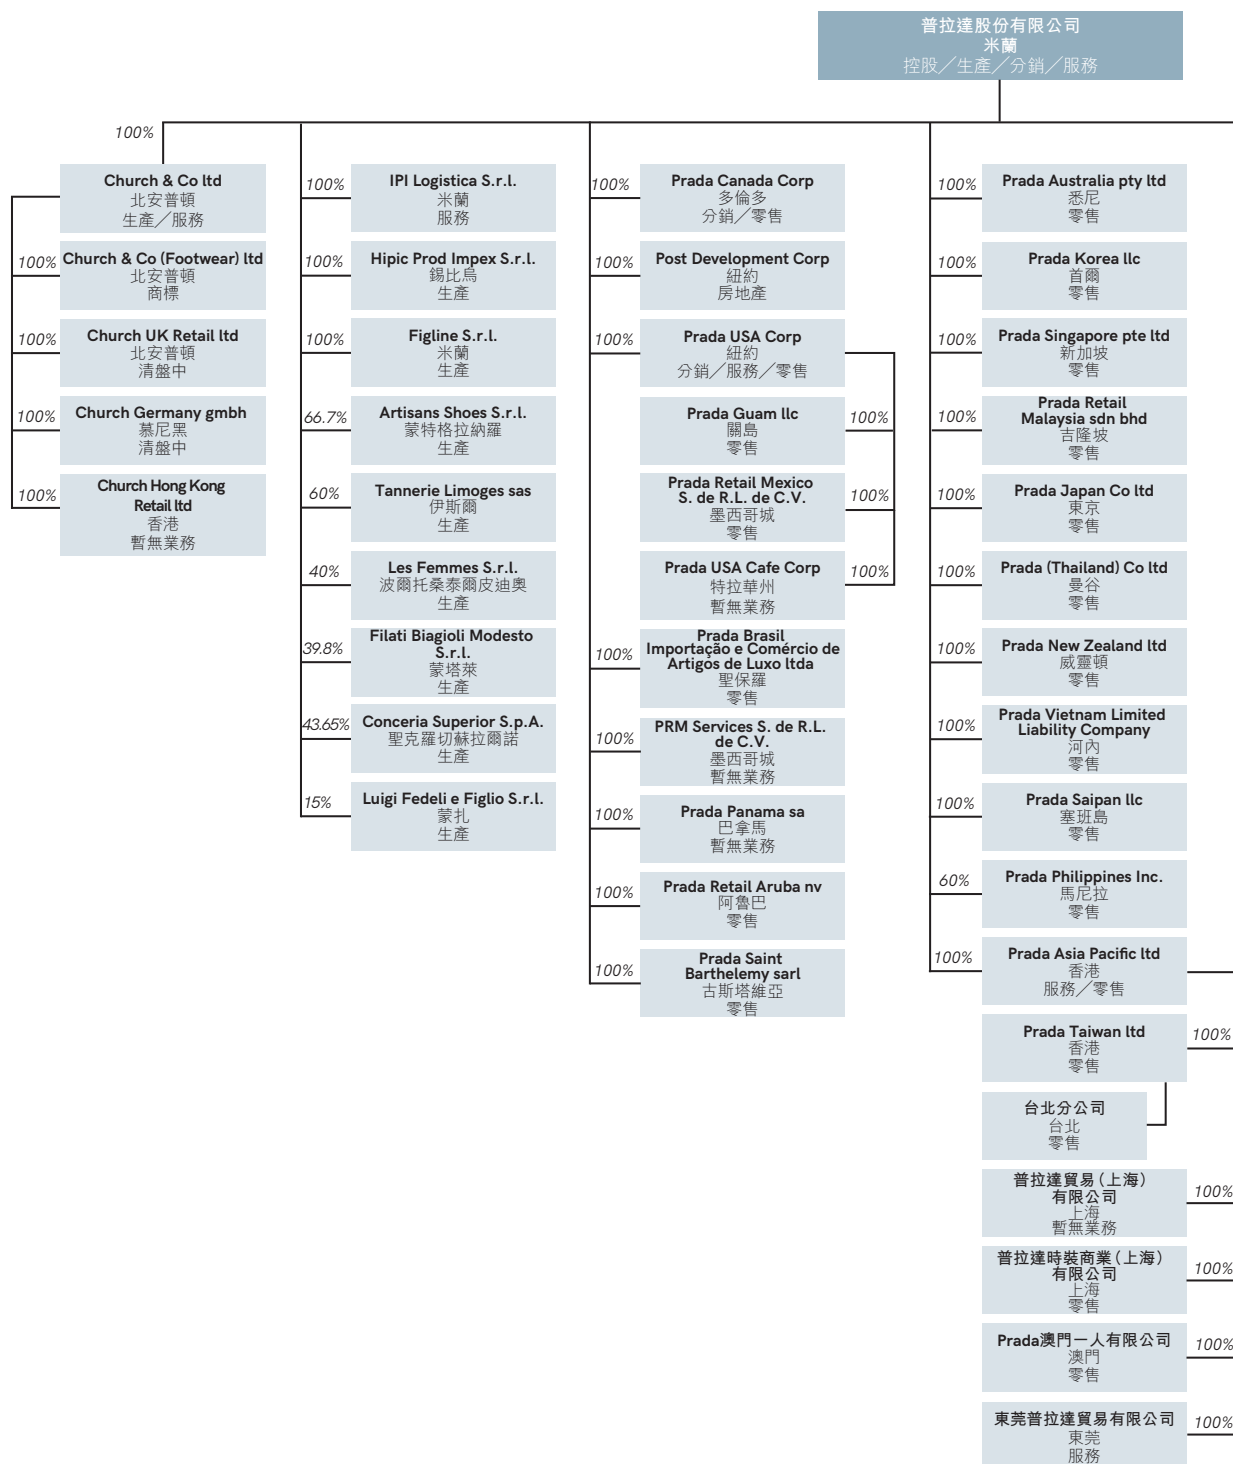 普拉達股份有限公司
米蘭
控股／生產／分銷／服務
100%
Church & Co ltd
北安普頓
生產／服務
100%
Church & Co (Footwear) ltd
北安普頓
商標
100%
Church UK Retail ltd
北安普頓
清盤中
100%
Church Germany gmbh
慕尼黑
清盤中
100%
Church Hong Kong
Retail ltd
香港
暫無業務
100%
IPI Logistica S.r.l.
米蘭
服務
100%
Hipic Prod Impex S.r.l.
錫比烏
生產
100%
Figline S.r.l.
米蘭
生產
66.7%
Artisans Shoes S.r.l.
蒙特格拉納羅
生產
60%
Tannerie Limoges sas
伊斯爾
生產
40%
Les Femmes S.r.l.
波爾托桑泰爾皮迪奧
生產
39.8%
Filati Biagioli Modesto
S.r.l.
蒙塔萊
生產
43.65%
Conceria Superior S.p.A.
聖克羅切蘇拉爾諾
生產
15%
Luigi Fedeli e Figlio S.r.l.
蒙扎
生產
100%
Prada Canada Corp
多倫多
分銷／零售
100%
Post Development Corp
紐約
房地產
100%
Prada USA Corp
紐約
分銷／服務／零售
Prada Guam llc
關島
零售
100%
Prada Retail Mexico
S. de R.L. de C.V.
墨西哥城
零售
100%
Prada USA Cafe Corp
特拉華州
暫無業務
100%
100%
Prada Brasil
Importação e Comércio de
Artigos de Luxo ltda
聖保羅
零售
100%
PRM Services S. de R.L.
de C.V.
墨西哥城
暫無業務
100%
Prada Panama sa
巴拿馬
暫無業務
100%
Prada Retail Aruba nv
阿魯巴
零售
100%
Prada Saint
Barthelemy sarl
古斯塔維亞
零售
100%
Prada Australia pty ltd
悉尼
零售
100%
Prada Korea llc
首爾
零售
100%
Prada Singapore pte ltd
新加坡
零售
100%
Prada Retail
Malaysia sdn bhd
吉隆坡
零售
100%
Prada Japan Co ltd
東京
零售
100%
Prada (Thailand) Co ltd
曼谷
零售
100%
Prada New Zealand ltd
威靈頓
零售
100%
Prada Vietnam Limited
Liability Company
河內
零售
100%
Prada Saipan llc
塞班島
零售
60%
Prada Philippines Inc.
馬尼拉
零售
100%
Prada Asia Pacific ltd
香港
服務／零售
Prada Taiwan ltd
香港
零售
100%
台北分公司
台北
零售
普拉達貿易（上海）
有限公司
上海
暫無業務
100%
普拉達時裝商業（上海）
有限公司
上海
零售
100%
Prada澳門一人有限公司
澳門
零售
100%
東莞普拉達貿易有限公司
東莞
服務
100%